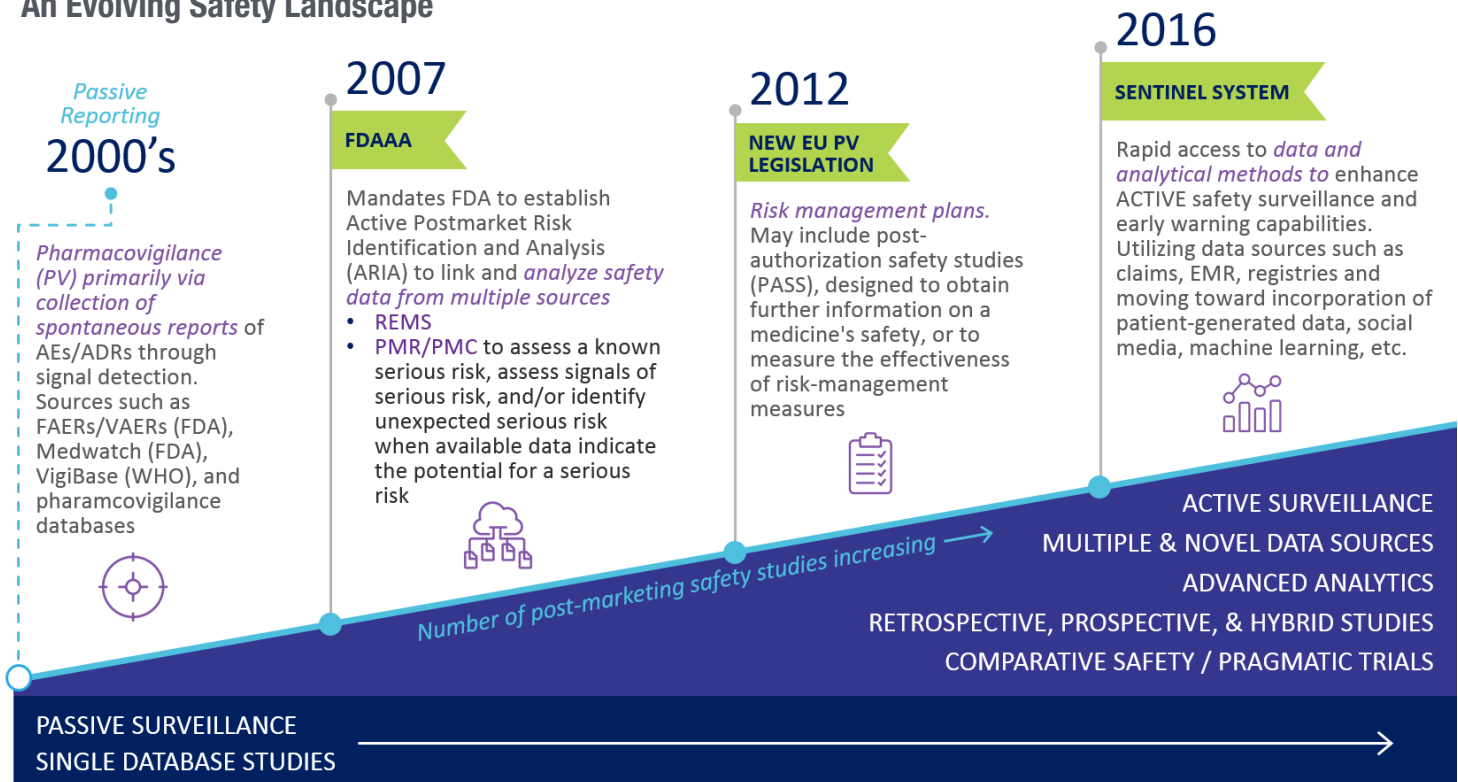 An Evolving Safety Landscape
Passive
Reporting
2000's
Pharmacovigilance
(PV) primarily via
collection of
spontaneous reports of
AEs/ADRs through
signal detection.
Sources such as
FAERs/VAERs (FDA),
Medwatch (FDA),
VigiBase (WHO), and
pharamcovigilance
databases
2007
FDAAA
Mandates FDA to establish
Active Postmarket Risk
Identification and Analysis
(ARIA) to link and analyze safety
data from multiple sources
• REMS
• PMR/PMC to assess a known
serious risk, assess signals of
serious risk, and/or identify
unexpected serious risk
when available data indicate
the potential for a serious
risk
2012
NEW EU PV
LEGISLATION
Risk management plans.
May include post-
authorization safety studies
(PASS), designed to obtain
further information on a
medicine's safety, or to
measure the effectiveness
of risk-management
measures
2016
SENTINEL SYSTEM
Rapid access to data and
analytical methods to enhance
ACTIVE safety surveillance and
early warning capabilities.
Utilizing data sources such as
claims, EMR, registries and
moving toward incorporation of
patient-generated data, social
media, machine learning, etc.
Number of post-marketing safety studies increasing
ACTIVE SURVEILLANCE
MULTIPLE & NOVEL DATA SOURCES
ADVANCED ANALYTICS
RETROSPECTIVE, PROSPECTIVE, & HYBRID STUDIES
COMPARATIVE SAFETY / PRAGMATIC TRIALS
PASSIVE SURVEILLANCE
SINGLE DATABASE STUDIES